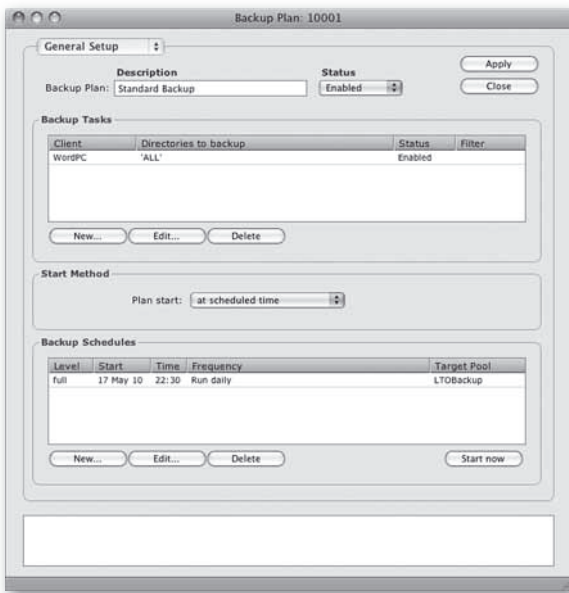 Backup Plan: 10001
General Setup
Apply
Description Status
Backup Plan: Standard Backup Enabled
Close
Backup Tasks
Client Directories to backup Status Filter
WordPC 'ALL' Enabled
New... Edit... Delete
Start Method
Plan start: at scheduled time
Backup Schedules
Level Start Time Frequency Target Pool
full 17 May 10 22:30 Run daily LTOBackup
New... Edit... Delete Start now